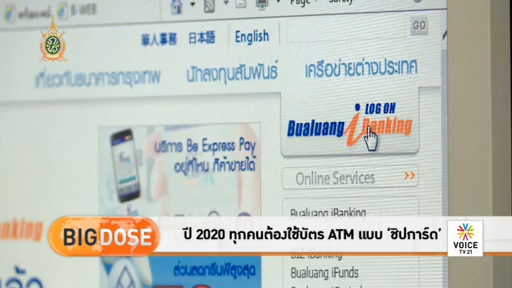 B-WEB
華人事務 日本語 English
เกี่ยวกับธนาคารกรุงเทพ นักลงทุนสัมพันธ์ เครือข่ายต่างประเทศ
LOG ON
Bualuang iBanking
บริการ Be Express Pay
อยู่ที่ไหน ก็ค้าขายได้
anking
Online Services
Bualuang iBanking
Bualuang iFunds
ส่วนลดทรีฟีสูงสุด
BIG DOSE
ปี 2020 ทุกคนต้องใช้บัตร ATM แบบ ‘ชิปการ์ด’
VOICE
TV 21